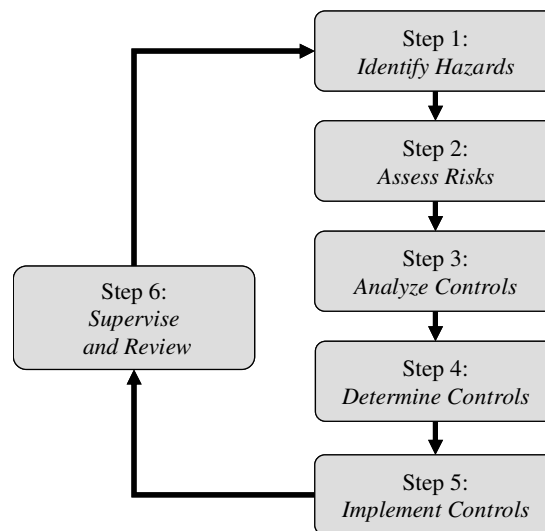 Step 1:
Identify Hazards
Step 2:
Assess Risks
Step 3:
Analyze Controls
Step 4:
Determine Controls
Step 5:
Implement Controls
Step 6:
Supervise
and Review